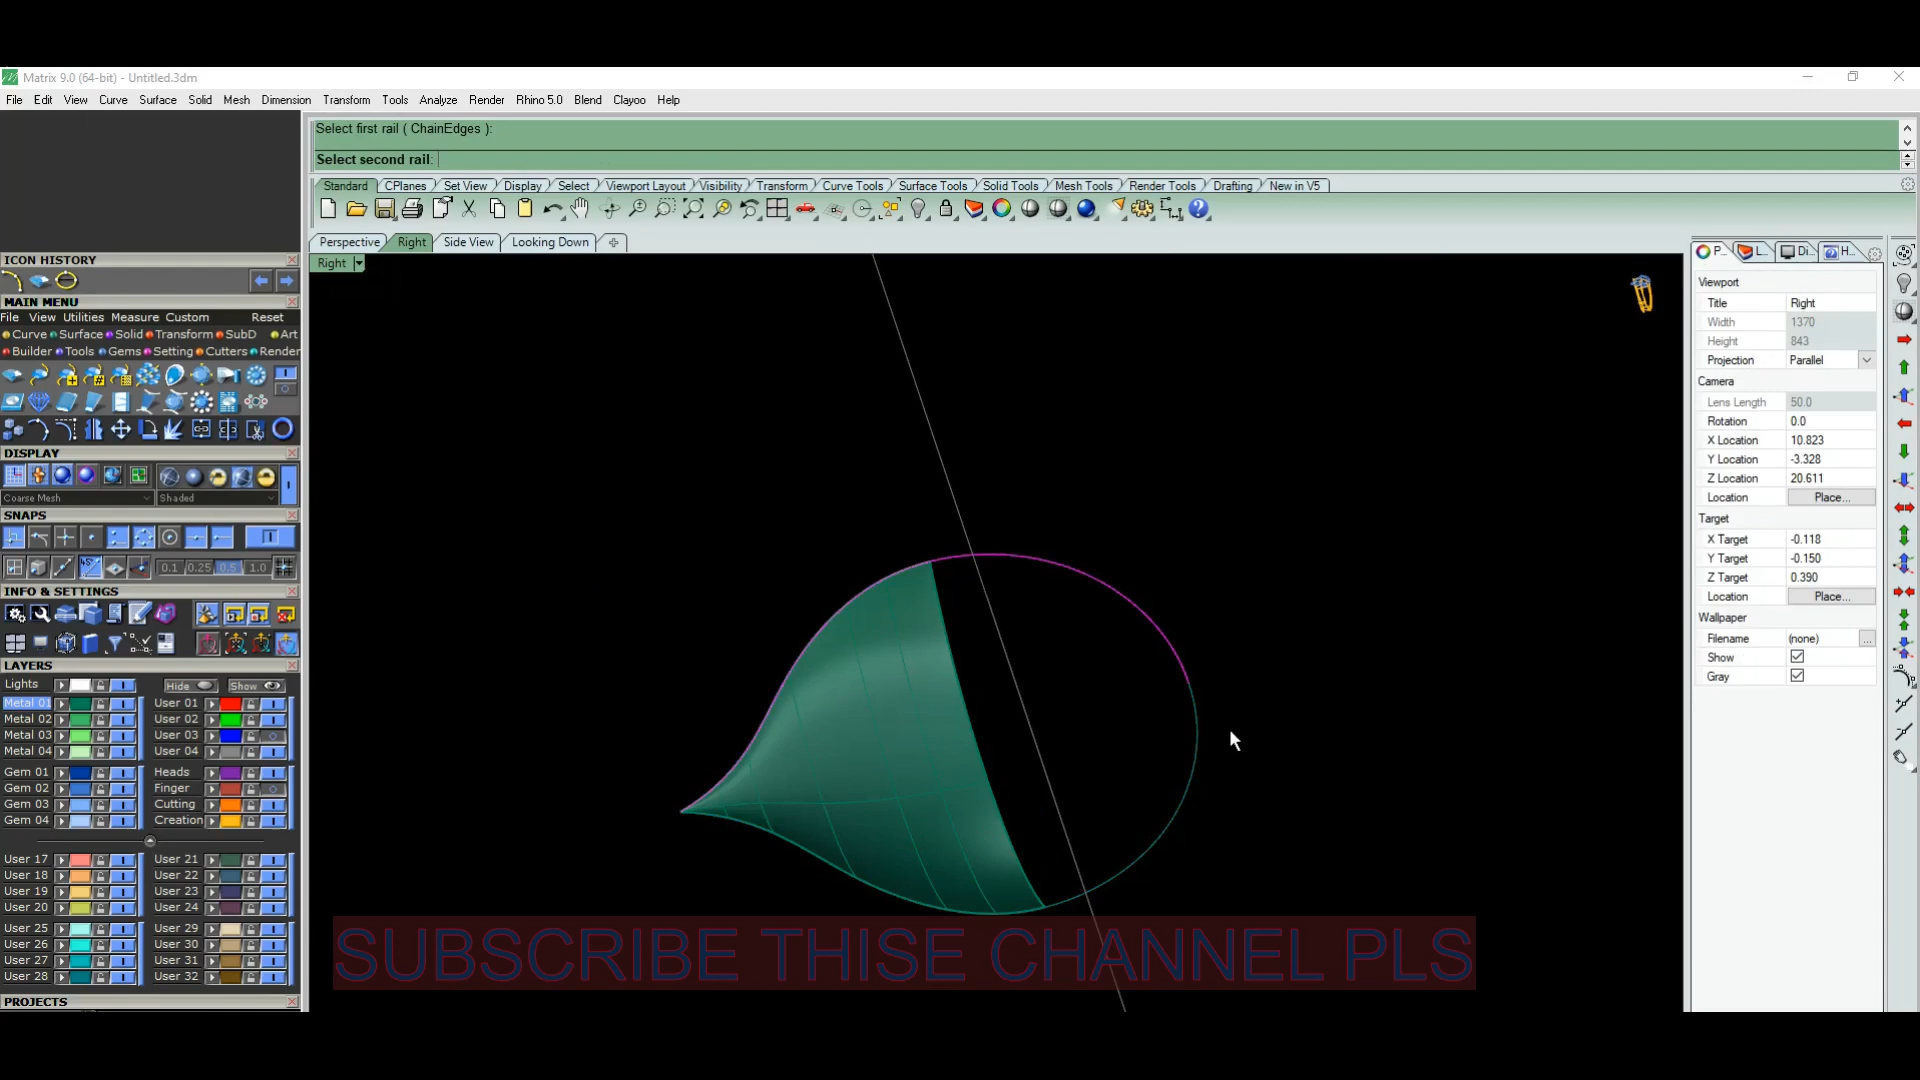 Matrix 9.0 (64-bit) - Untitled.3dm
File Edit View Curve Surface Solid Mesh Dimension Transform Tools Analyze Render Rhino 5.0 Blend Clayoo Help
Select first rail ( ChainEdges ):
Select second rail:
Standard CPlanes Set View Display Select Viewport Layout Visibility Transform Curve Tools Surface Tools Solid Tools Mesh Tools Render Tools Drafting New in V5
Perspective Right Side View Looking Down
Right
ICON HISTORY
MAIN MENU
File View Utilities Measure Custom Reset
Curve Surface Solid Transform SubD Art
Builder Tools Gems Setting Cutters Render
DISPLAY
Coarse Mesh Shaded
SNAPS
0.1 0.25 0.5 1.0
INFO & SETTINGS
LAYERS
Lights Hide Show
Metal 01 User 01
Metal 02 User 02
Metal 03 User 03
Metal 04 User 04
Gem 01 Heads
Gem 02 Finger
Gem 03 Cutting
Gem 04 Creation
User 17 User 21
User 18 User 22
User 19 User 23
User 20 User 24
User 25 User 29
User 26 User 30
User 27 User 31
User 28 User 32
PROJECTS
P... L... Di... H...
Viewport
Title Right
Width 1370
Height 843
Projection Parallel
Camera
Lens Length 50.0
Rotation 0.0
X Location 10.823
Y Location -3.328
Z Location 20.611
Location Place...
Target
X Target -0.118
Y Target -0.150
Z Target 0.390
Location Place...
Wallpaper
Filename (none) ...
Show
Gray
SUBSCRIBE THISE CHANNEL PLS